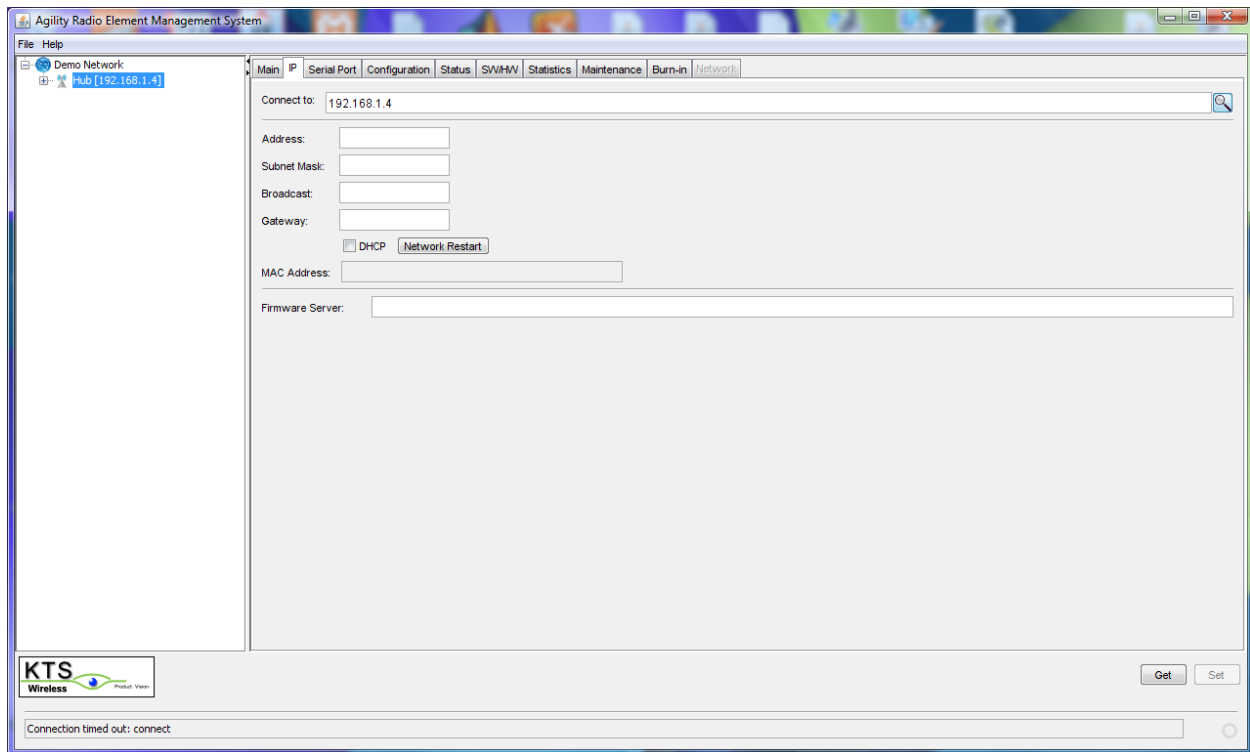 Agility Radio Element Management System
File Help
Demo Network
Hub [192.168.1.4]
Main IP Serial Port Configuration Status SW/HW Statistics Maintenance Burn-in Network
Connect to: 192.168.1.4
Address:
Subnet Mask:
Broadcast:
Gateway:
DHCP Network Restart
MAC Address:
Firmware Server:
KTS
Wireless Product Vision
Get Set
Connection timed out: connect